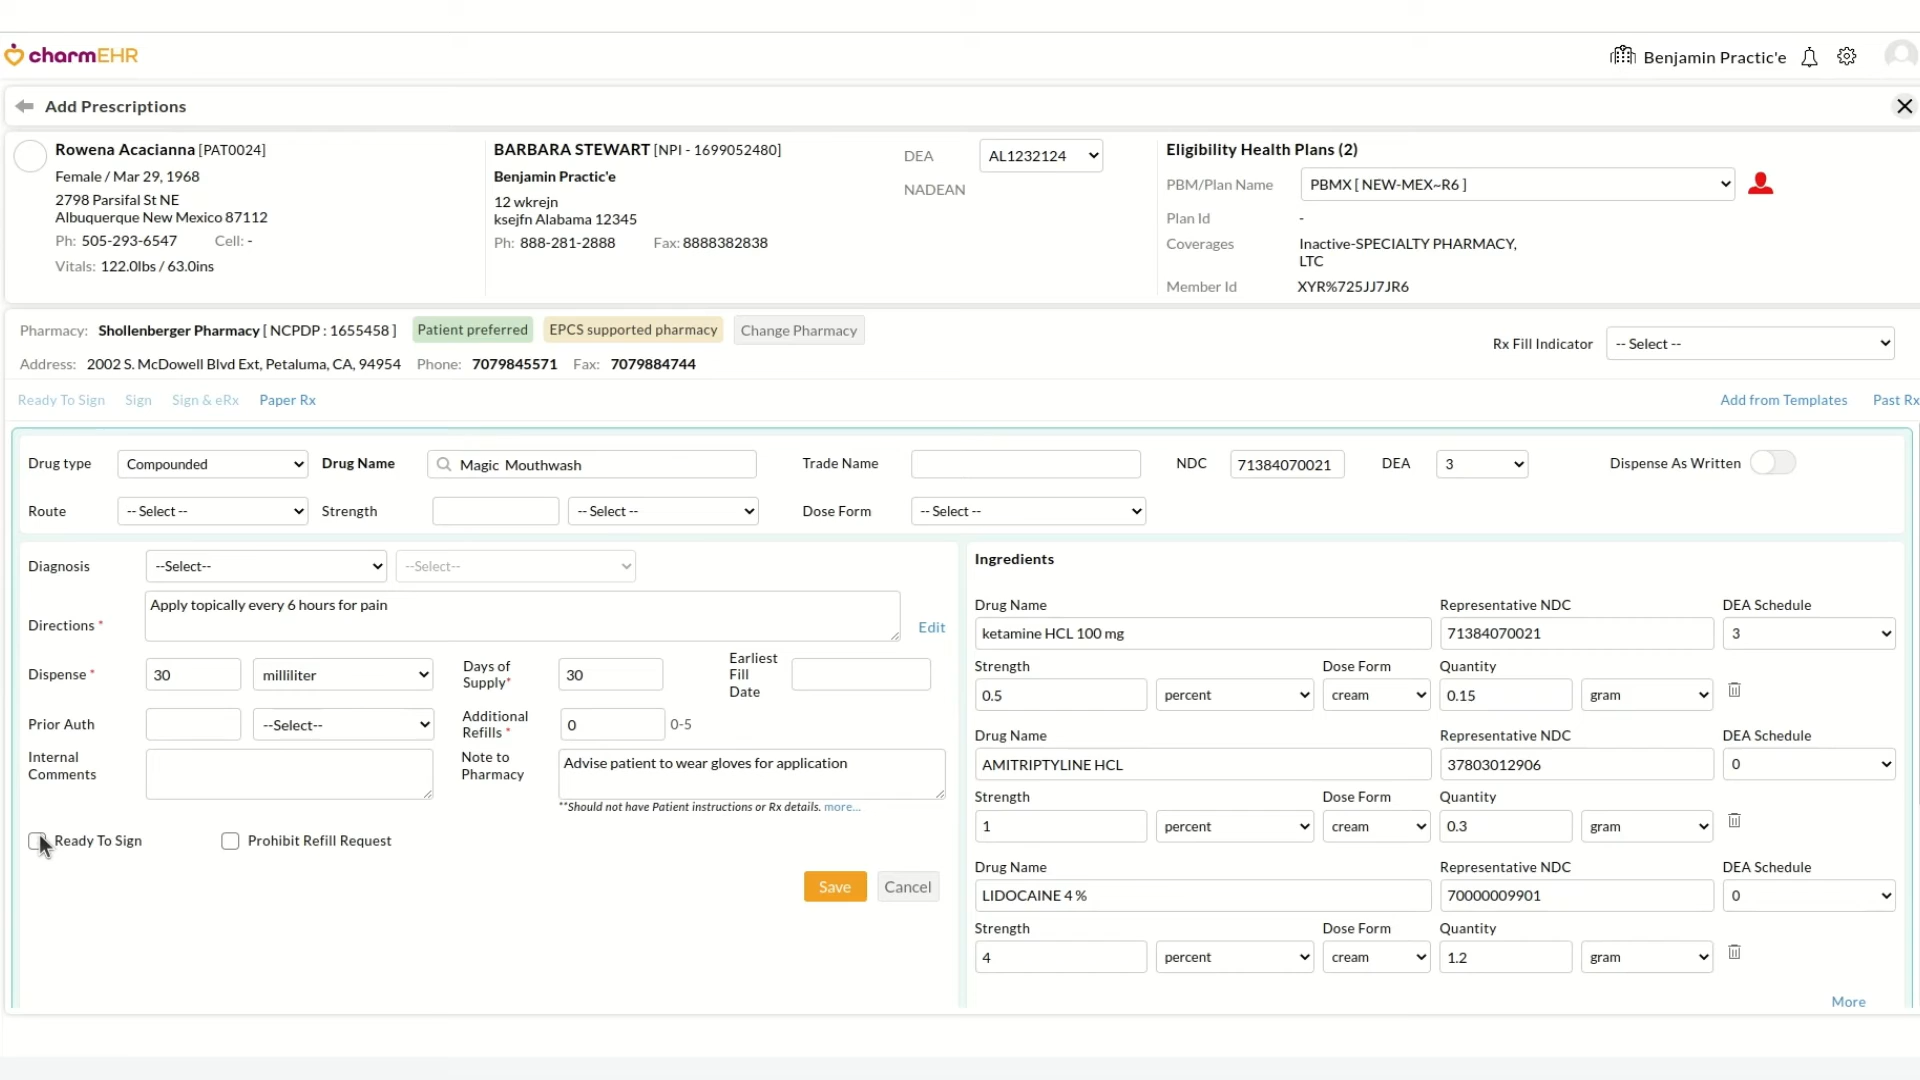 charmEHR
Benjamin Practic'e
Add Prescriptions
Rowena Acacianna [PAT0024]
Female / Mar 29, 1968
2798 Parsifal St NE
Albuquerque New Mexico 87112
Ph: 505-293-6547 Cell: -
Vitals: 122.0lbs / 63.0ins
BARBARA STEWART [NPI - 1699052480]
Benjamin Practic'e
12 wkrejn
ksejfn Alabama 12345
Ph: 888-281-2888 Fax: 8888382838
DEA AL1232124
NADEAN
Eligibility Health Plans (2)
PBM/Plan Name PBMX [ NEW-MEX~R6 ]
Plan Id -
Coverages Inactive-SPECIALTY PHARMACY,
LTC
Member Id XYR%725JJ7JR6
Pharmacy: Shollenberger Pharmacy [ NCPDP : 1655458 ] Patient preferred EPCS supported pharmacy Change Pharmacy
Address: 2002 S. McDowell Blvd Ext, Petaluma, CA, 94954 Phone: 7079845571 Fax: 7079884744
Rx Fill Indicator -- Select --
Ready To Sign Sign Sign & eRx Paper Rx
Add from Templates Past Rx
Drug type Compounded Drug Name Magic Mouthwash Trade Name NDC 71384070021 DEA 3 Dispense As Written
Route -- Select -- Strength -- Select -- Dose Form -- Select --
Diagnosis --Select-- --Select--
Directions * Apply topically every 6 hours for pain
Edit
Dispense * 30 milliliter Days of Supply* 30 Earliest Fill Date
Prior Auth --Select-- Additional Refills * 0 0-5
Internal Comments
Note to Pharmacy Advise patient to wear gloves for application
**Should not have Patient instructions or Rx details. more...
Ready To Sign Prohibit Refill Request
Save Cancel
Ingredients
Drug Name Representative NDC DEA Schedule
ketamine HCL 100 mg 71384070021 3
Strength Dose Form Quantity
0.5 percent cream 0.15 gram
Drug Name Representative NDC DEA Schedule
AMITRIPTYLINE HCL 37803012906 0
Strength Dose Form Quantity
1 percent cream 0.3 gram
Drug Name Representative NDC DEA Schedule
LIDOCAINE 4 % 70000009901 0
Strength Dose Form Quantity
4 percent cream 1.2 gram
More